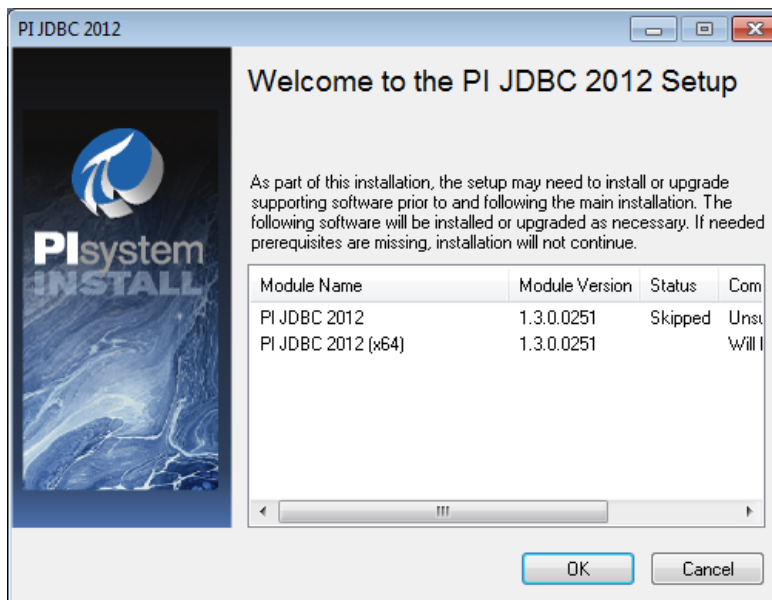 PI JDBC 2012
Welcome to the PI JDBC 2012 Setup
As part of this installation, the setup may need to install or upgrade
supporting software prior to and following the main installation. The
following software will be installed or upgraded as necessary. If needed
prerequisites are missing, installation will not continue.
PIsystem
INSTALL
Module Name Module Version Status Com
PI JDBC 2012 1.3.0.0251 Skipped
PI JDBC 2012 (x64) 1.3.0.0251 Will
OK Cancel